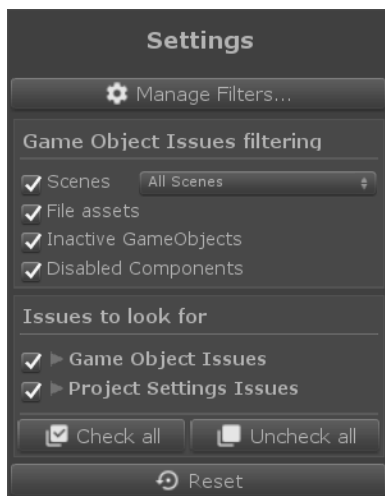 Settings
Manage Filters...
Game Object Issues filtering
Scenes All Scenes
File assets
Inactive GameObjects
Disabled Components
Issues to look for
Game Object Issues
Project Settings Issues
Check all Uncheck all
Reset